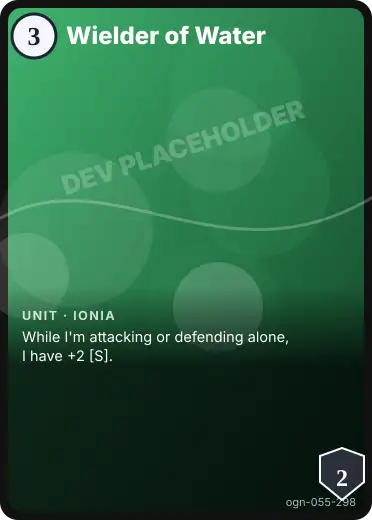 3
Wielder of Water
DEV PLACEHOLDER
UNIT · IONIA
While I'm attacking or defending alone,
I have +2 [S].
2
ogn-055-298